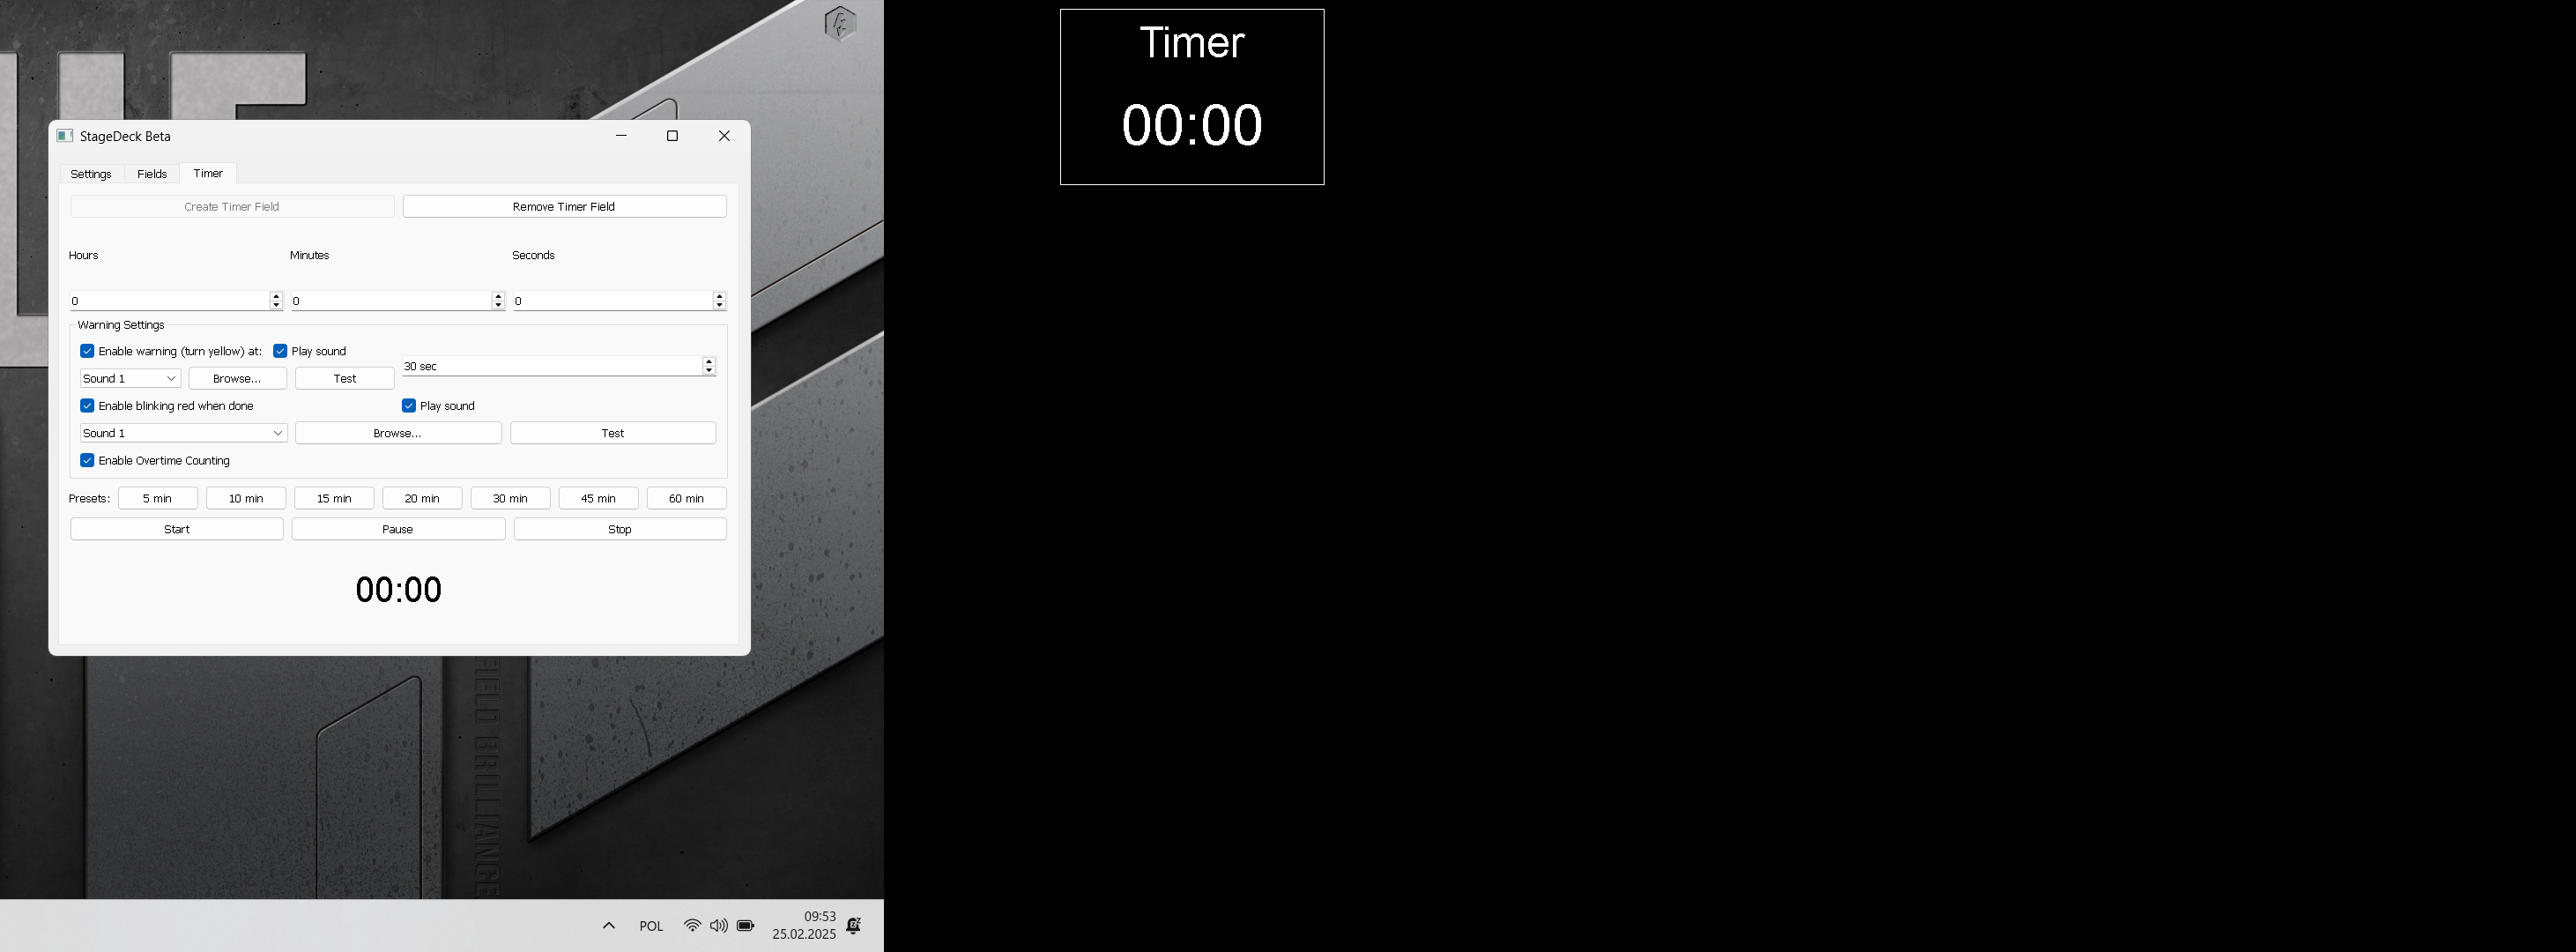 StageDeck Beta
Settings Fields Timer
Create Timer Field Remove Timer Field
Hours Minutes Seconds
0 0 0
Warning Settings
Enable warning (turn yellow) at: Play sound
30 sec
Sound 1 Browse... Test
Enable blinking red when done Play sound
Sound 1 Browse... Test
Enable Overtime Counting
Presets: 5 min 10 min 15 min 20 min 30 min 45 min 60 min
Start Pause Stop
00:00
FIELD BRILLIANCE
POL 09:53
25.02.2025
Timer
00:00